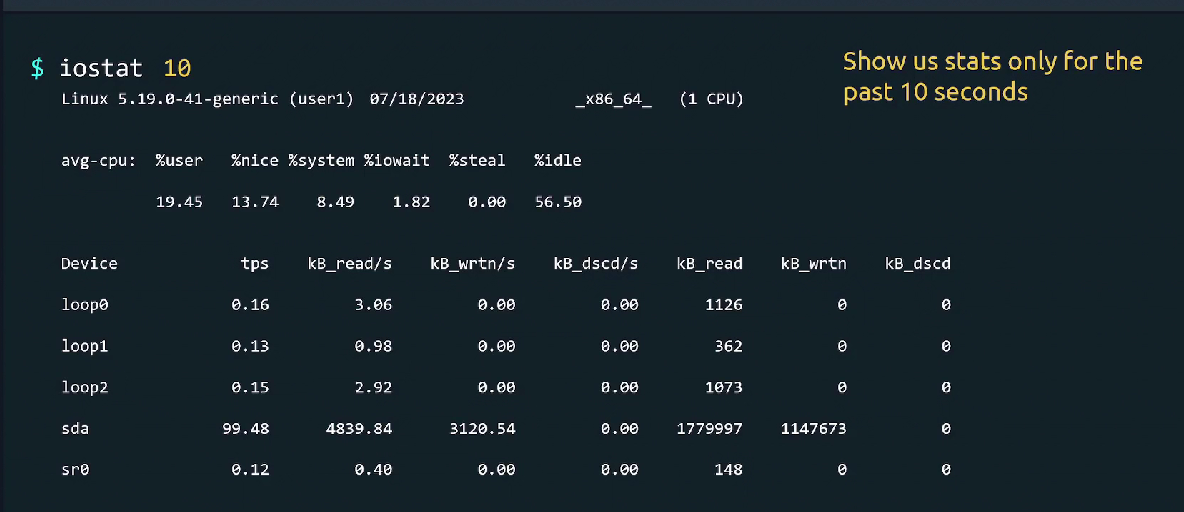 $ iostat 10
Show us stats only for the
past 10 seconds
Linux 5.19.0-41-generic (user1) 07/18/2023 _x86_64_ (1 CPU)
avg-cpu: %user %nice %system %iowait %steal %idle
19.45 13.74 8.49 1.82 0.00 56.50
Device tps kB_read/s kB_wrtn/s kB_dscd/s kB_read kB_wrtn kB_dscd
loop0 0.16 3.06 0.00 0.00 1126 0 0
loop1 0.13 0.98 0.00 0.00 362 0 0
loop2 0.15 2.92 0.00 0.00 1073 0 0
sda 99.48 4839.84 3120.54 0.00 1779997 1147673 0
sr0 0.12 0.40 0.00 0.00 148 0 0